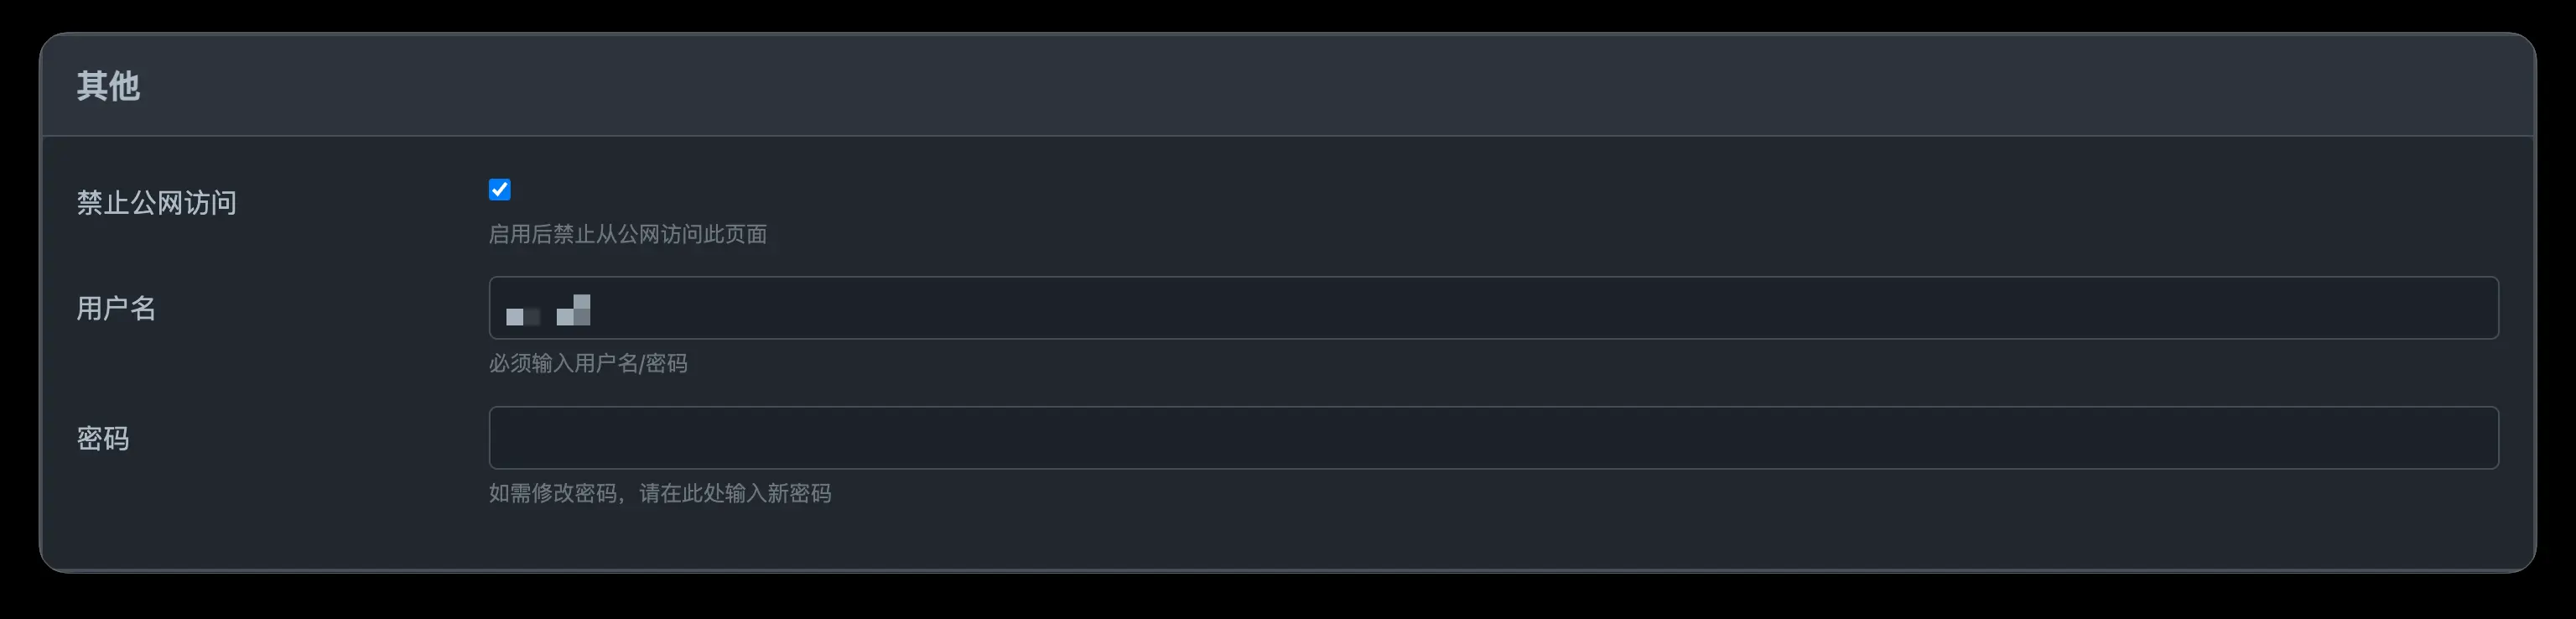 其他
禁止公网访问
启用后禁止从公网访问此页面
用户名
必须输入用户名/密码
密码
如需修改密码，请在此处输入新密码